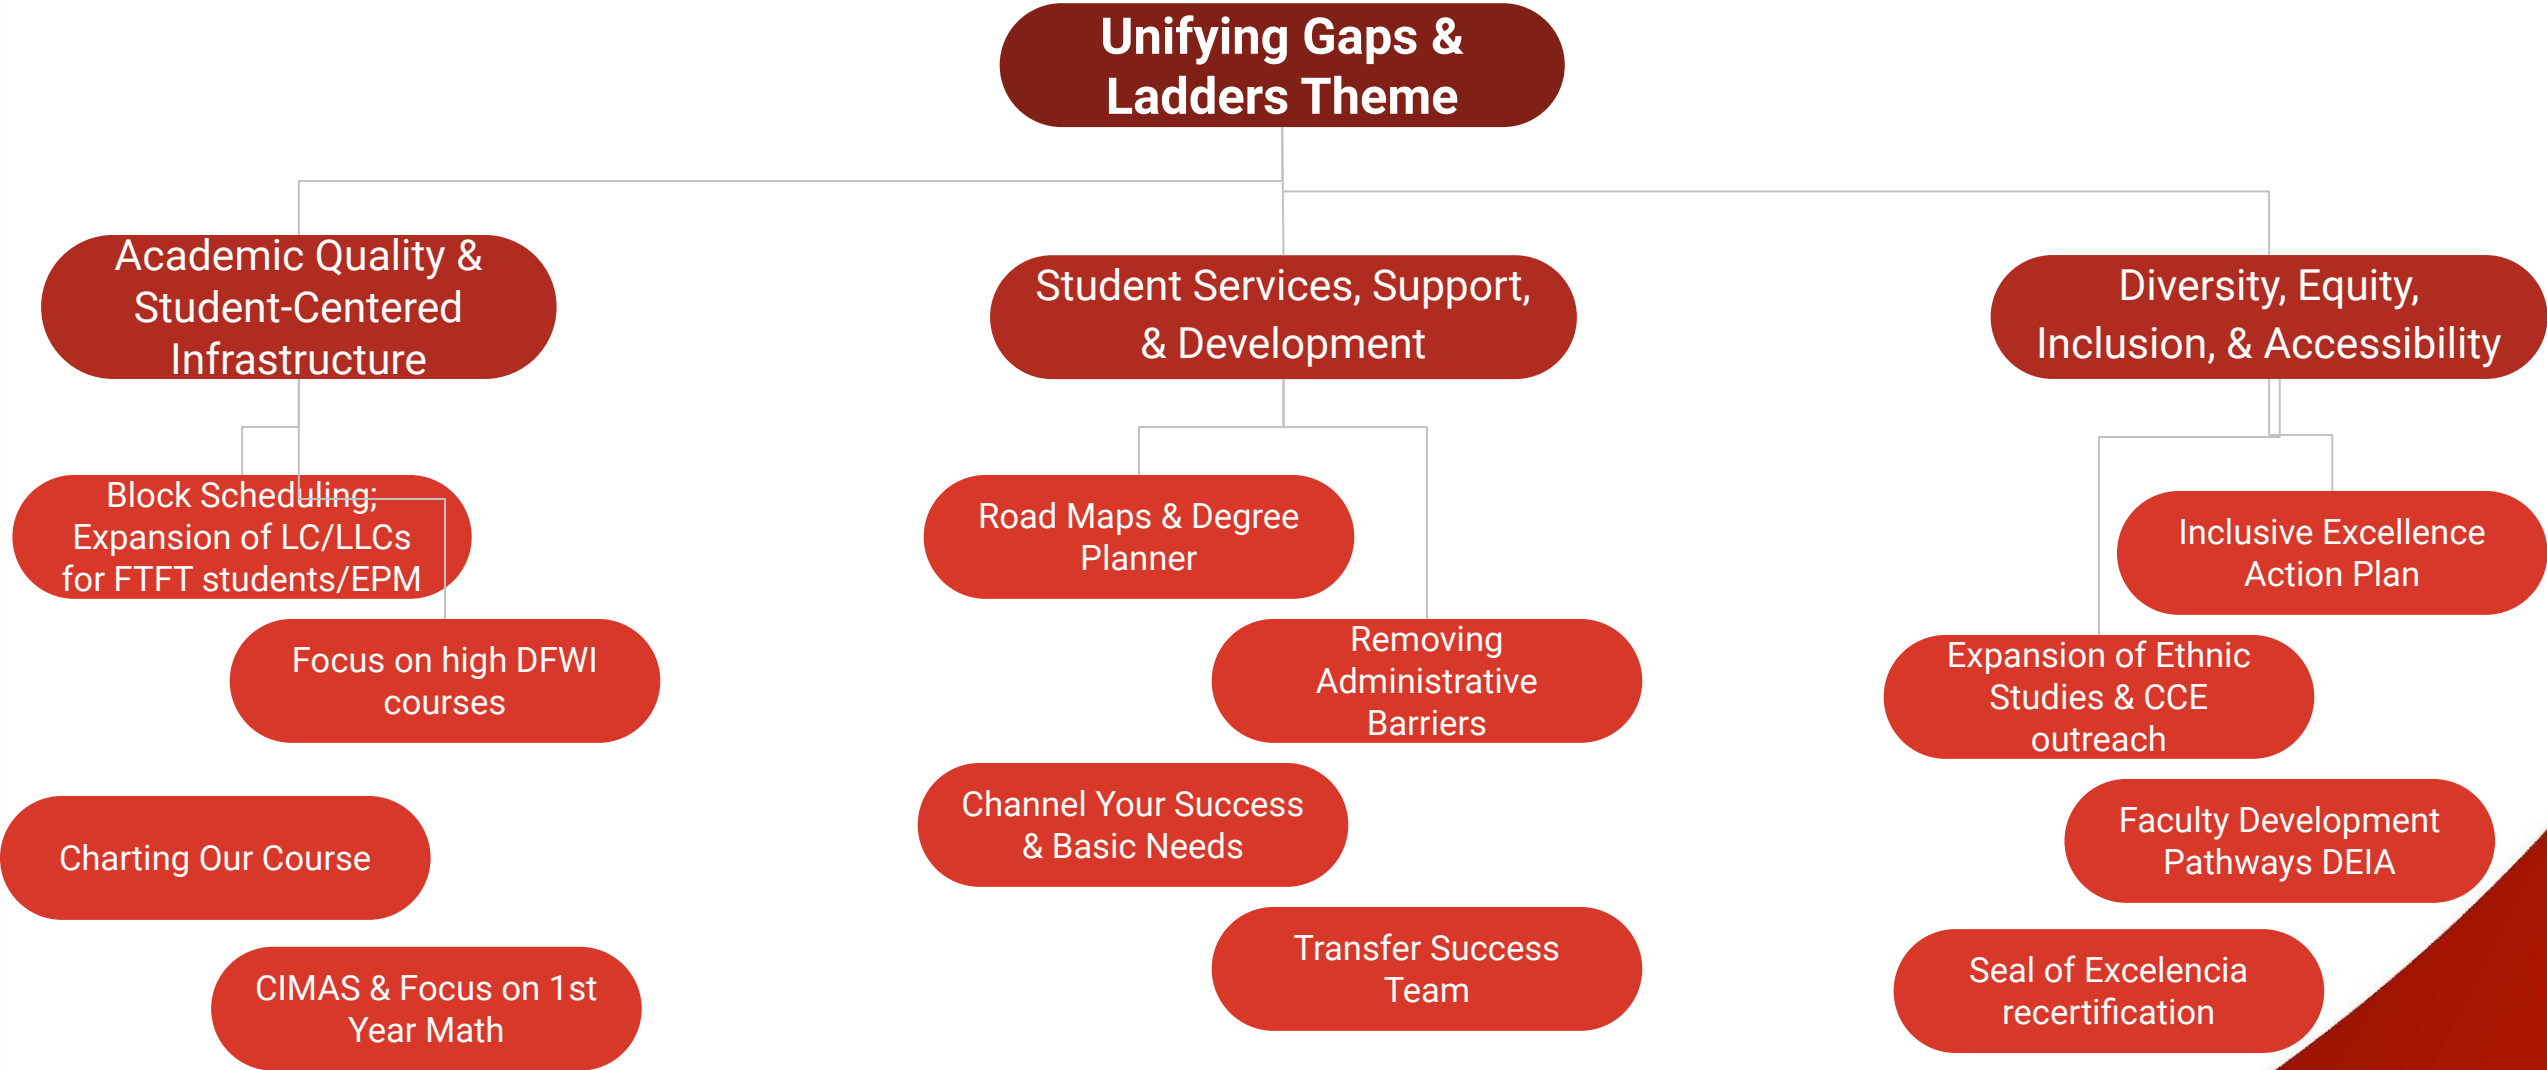 Unifying Gaps &
Ladders Theme
Academic Quality &
Student-Centered
Infrastructure
Student Services, Support,
& Development
Diversity, Equity,
Inclusion, & Accessibility
Block Scheduling;
Expansion of LC/LLCs
for FTFT students/EPM
Focus on high DFWI
courses
Charting Our Course
CIMAS & Focus on 1st
Year Math
Road Maps & Degree
Planner
Removing
Administrative
Barriers
Channel Your Success
& Basic Needs
Transfer Success
Team
Inclusive Excellence
Action Plan
Expansion of Ethnic
Studies & CCE
outreach
Faculty Development
Pathways DEIA
Seal of Excelencia
recertification